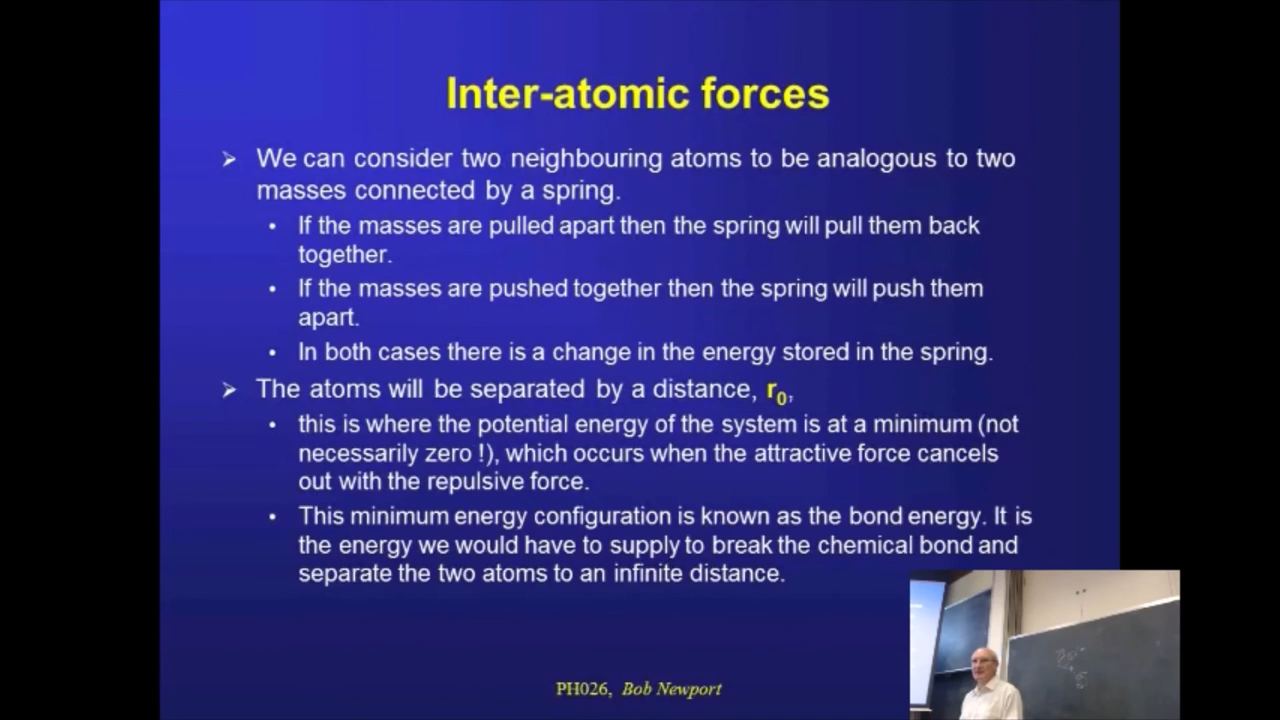 Inter-atomic forces
➢ We can consider two neighbouring atoms to be analogous to two
masses connected by a spring.
• If the masses are pulled apart then the spring will pull them back
together.
• If the masses are pushed together then the spring will push them
apart.
• In both cases there is a change in the energy stored in the spring.
➢ The atoms will be separated by a distance, r₀,
• this is where the potential energy of the system is at a minimum (not
necessarily zero !), which occurs when the attractive force cancels
out with the repulsive force.
• This minimum energy configuration is known as the bond energy. It is
the energy we would have to supply to break the chemical bond and
separate the two atoms to an infinite distance.
PH026, Bob Newport